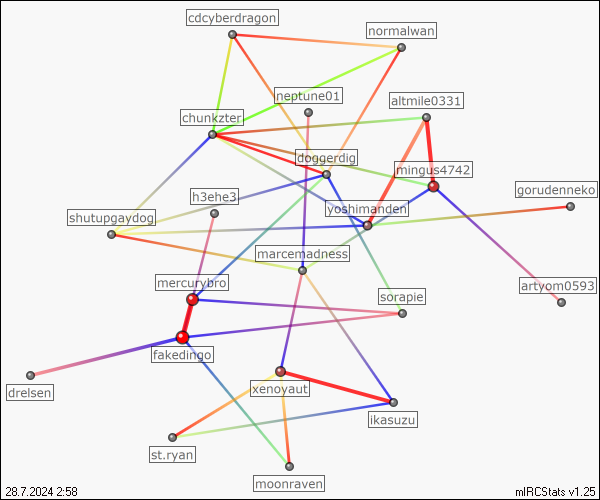 cdcyberdragon
normalwan
neptune01
altmile0331
chunkzter
doggerdig
mingus4742
h3ehe3
gorudenneko
shutupgaydog
yoshimanden
marcemadness
mercurybro
artyom0593
sorapie
fakedingo
drelsen
xenoyaut
ikasuzu
st.ryan
moonraven
28.7.2024 2:58
mIRCStats v1.25